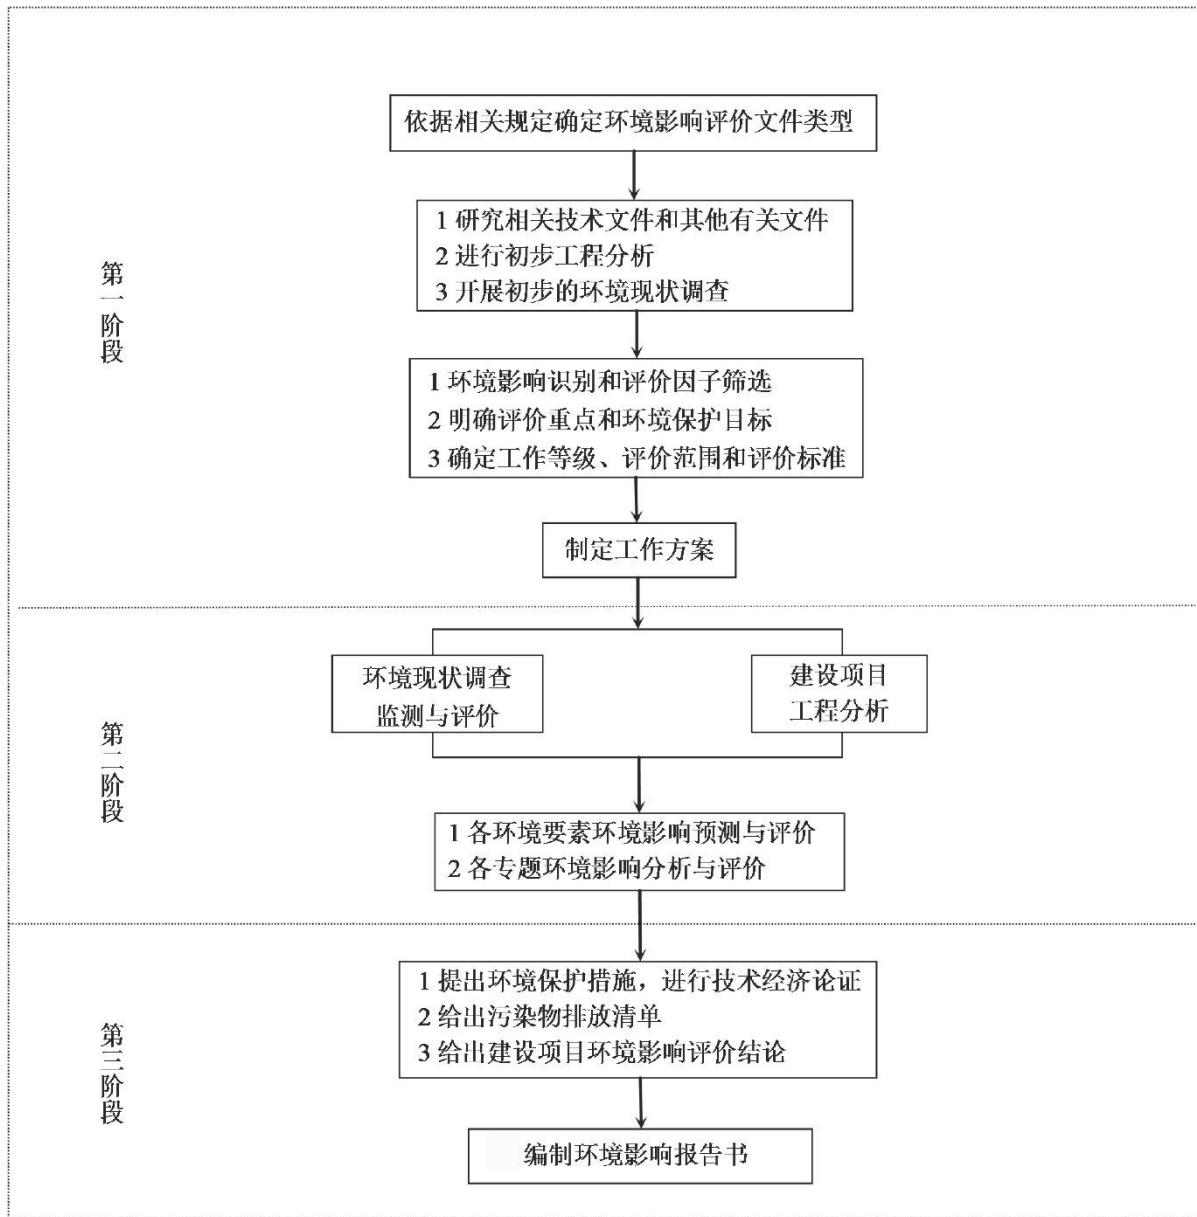 依据相关规定确定环境影响评价文件类型
1 研究相关技术文件和其他有关文件
2 进行初步工程分析
3 开展初步的环境现状调查
第一阶段
1 环境影响识别和评价因子筛选
2 明确评价重点和环境保护目标
3 确定工作等级、评价范围和评价标准
制定工作方案
环境现状调查
监测与评价
建设项目
工程分析
第二阶段
1 各环境要素环境影响预测与评价
2 各专题环境影响分析与评价
1 提出环境保护措施，进行技术经济论证
2 给出污染物排放清单
3 给出建设项目环境影响评价结论
第三阶段
编制环境影响报告书